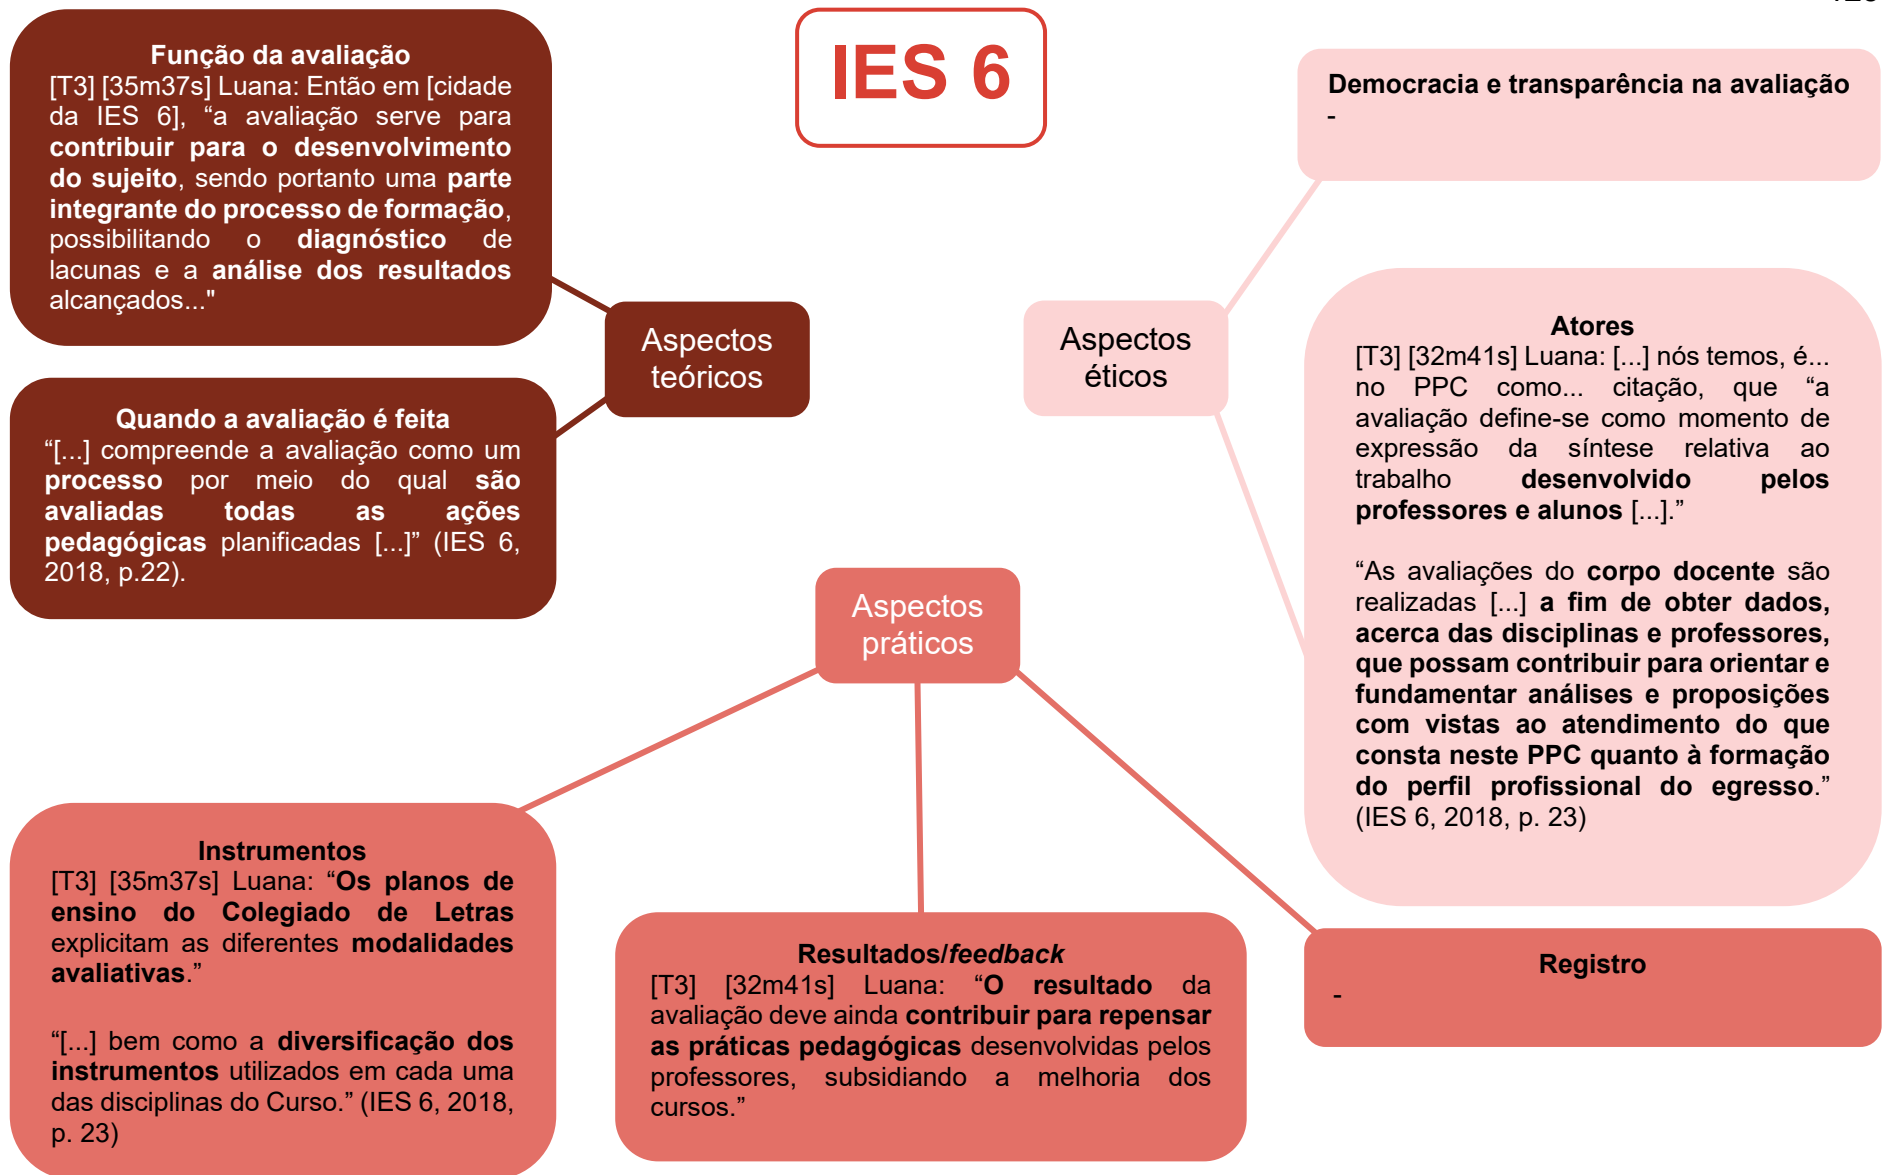 IES 6
Função da avaliação
[T3] [35m37s] Luana: Então em [cidade
da IES 6], “a avaliação serve para
contribuir para o desenvolvimento
do sujeito, sendo portanto uma parte
integrante do processo de formação,
possibilitando o diagnóstico de
lacunas e a análise dos resultados
alcançados..."
Aspectos
teóricos
Quando a avaliação é feita
“[...] compreende a avaliação como um
processo por meio do qual são
avaliadas todas as ações
pedagógicas planificadas [...]” (IES 6,
2018, p.22).
Democracia e transparência na avaliação
-
Aspectos
éticos
Atores
[T3] [32m41s] Luana: [...] nós temos, é...
no PPC como... citação, que “a
avaliação define-se como momento de
expressão da síntese relativa ao
trabalho desenvolvido pelos
professores e alunos [...].”
“As avaliações do corpo docente são
realizadas [...] a fim de obter dados,
acerca das disciplinas e professores,
que possam contribuir para orientar e
fundamentar análises e proposições
com vistas ao atendimento do que
consta neste PPC quanto à formação
do perfil profissional do egresso.”
(IES 6, 2018, p. 23)
Aspectos
práticos
Instrumentos
[T3] [35m37s] Luana: “Os planos de
ensino do Colegiado de Letras
explicitam as diferentes modalidades
avaliativas.”
“[...] bem como a diversificação dos
instrumentos utilizados em cada uma
das disciplinas do Curso.” (IES 6, 2018,
p. 23)
Resultados/feedback
[T3] [32m41s] Luana: “O resultado da
avaliação deve ainda contribuir para repensar
as práticas pedagógicas desenvolvidas pelos
professores, subsidiando a melhoria dos
cursos.”
Registro
-